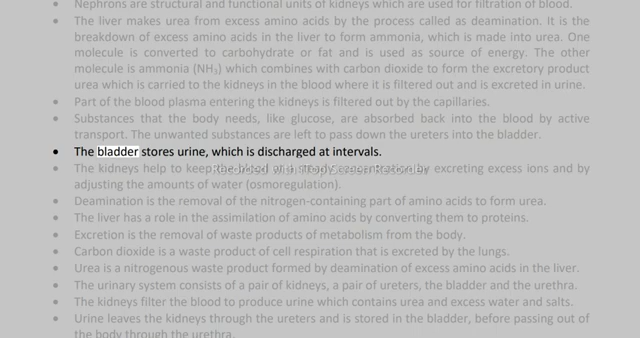 • Nephrons are structural and functional units of kidneys which are used for filtration of blood.
• The liver makes urea from excess amino acids by the process called as deamination. It is the
breakdown of excess amino acids in the liver to form ammonia, which is made into urea. One
molecule is converted to carbohydrate or fat and is used as source of energy. The other
molecule is ammonia (NH₃) which combines with carbon dioxide to form the excretory product
urea which is carried to the kidneys in the blood where it is filtered out and is excreted in urine.
• Part of the blood plasma entering the kidneys is filtered out by the capillaries.
• Substances that the body needs, like glucose, are absorbed back into the blood by active
transport. The unwanted substances are left to pass down the ureters into the bladder.
• The bladder stores urine, which is discharged at intervals.
• The kidneys help to keep the blood at a steady concentration by excreting excess ions and by
Recorded with iTop Screen Recorder
adjusting the amounts of water (osmoregulation).
• Deamination is the removal of the nitrogen-containing part of amino acids to form urea.
• The liver has a role in the assimilation of amino acids by converting them to proteins.
• Excretion is the removal of waste products of metabolism from the body.
• Carbon dioxide is a waste product of cell respiration that is excreted by the lungs.
• Urea is a nitrogenous waste product formed by deamination of excess amino acids in the liver.
• The urinary system consists of a pair of kidneys, a pair of ureters, the bladder and the urethra.
• The kidneys filter the blood to produce urine which contains urea and excess water and salts.
• Urine leaves the kidneys through the ureters and is stored in the bladder, before passing out of
the body through the urethra.